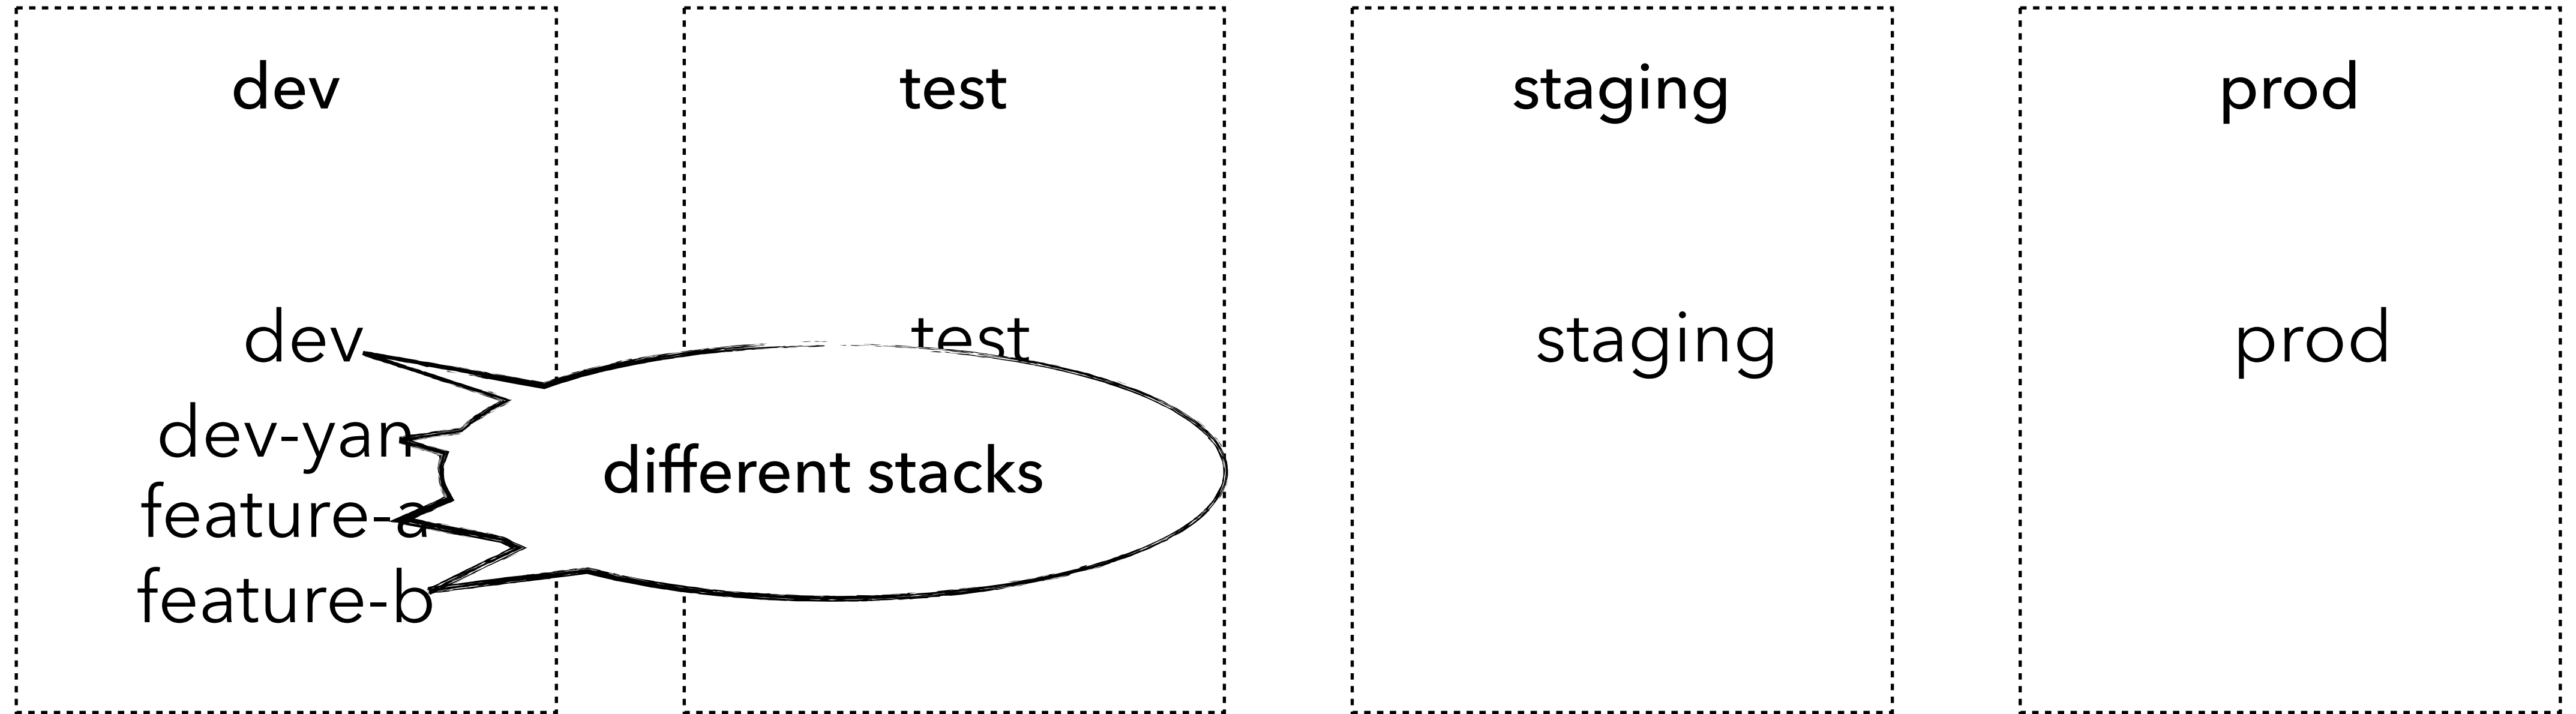 dev
test
staging
prod
dev
test
staging
prod
dev-yan
different stacks
feature-a
feature-b